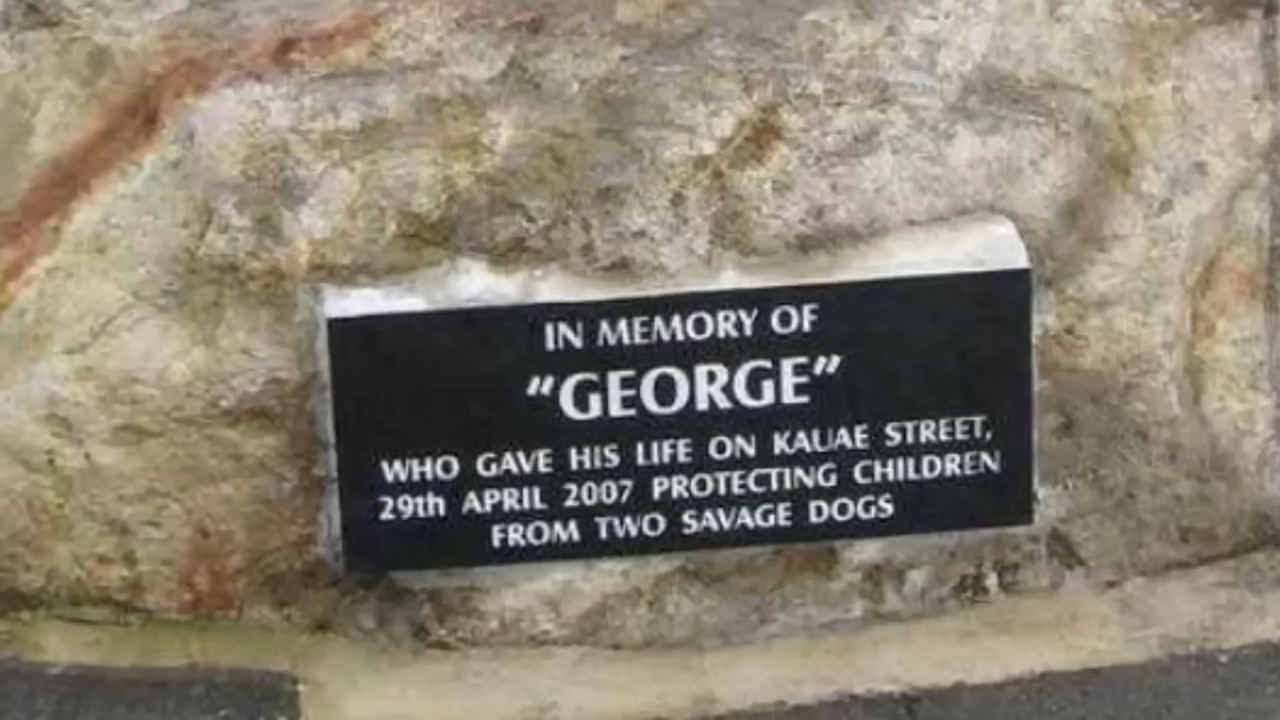 IN MEMORY OF
"GEORGE"
WHO GAVE HIS LIFE ON KAUAE STREET,
29th APRIL 2007 PROTECTING CHILDREN
FROM TWO SAVAGE DOGS